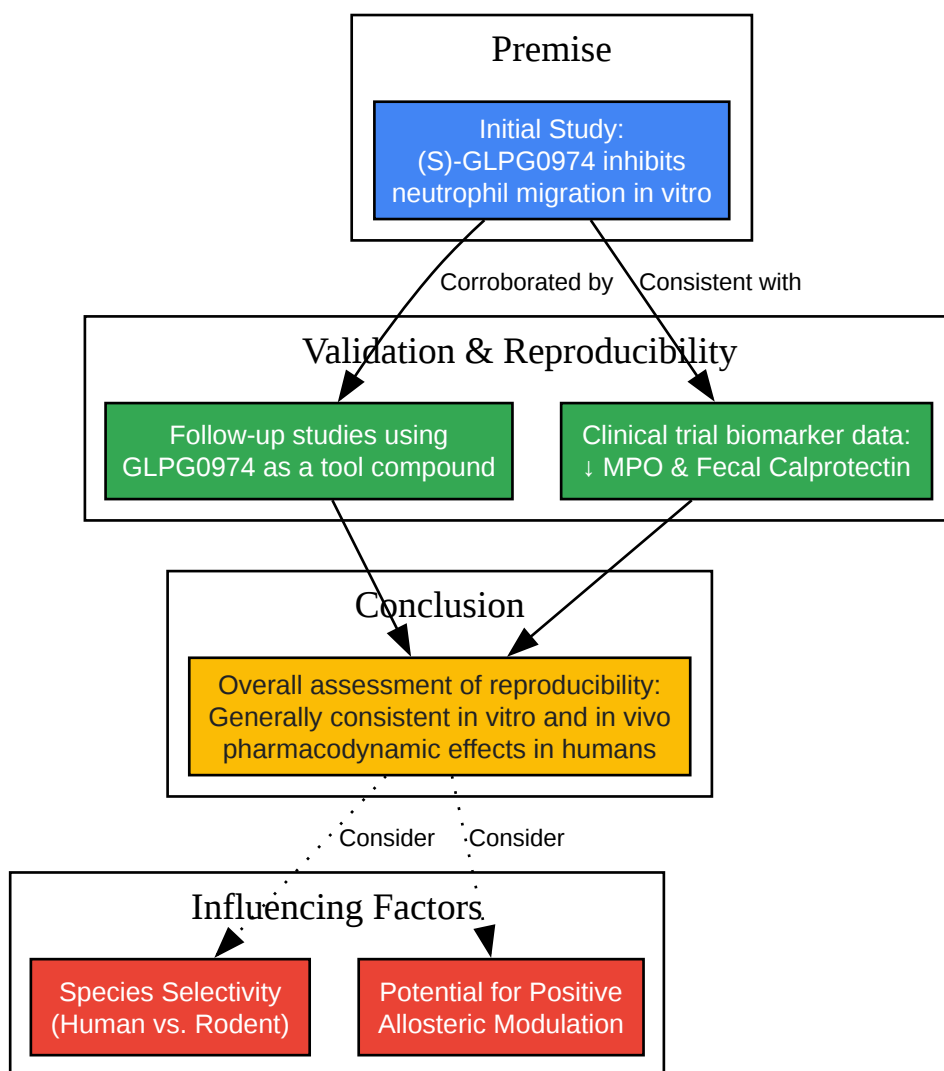 Premise
Initial Study:
(S)-GLPG0974 inhibits
neutrophil migration in vitro
Corroborated by
Consistent with
Validation & Reproducibility
Follow-up studies using
GLPG0974 as a tool compound
Clinical trial biomarker data:
↓ MPO & Fecal Calprotectin
Conclusion
Overall assessment of reproducibility:
Generally consistent in vitro and in vivo
pharmacodynamic effects in humans
Consider
Consider
Influencing Factors
Species Selectivity
(Human vs. Rodent)
Potential for Positive
Allosteric Modulation